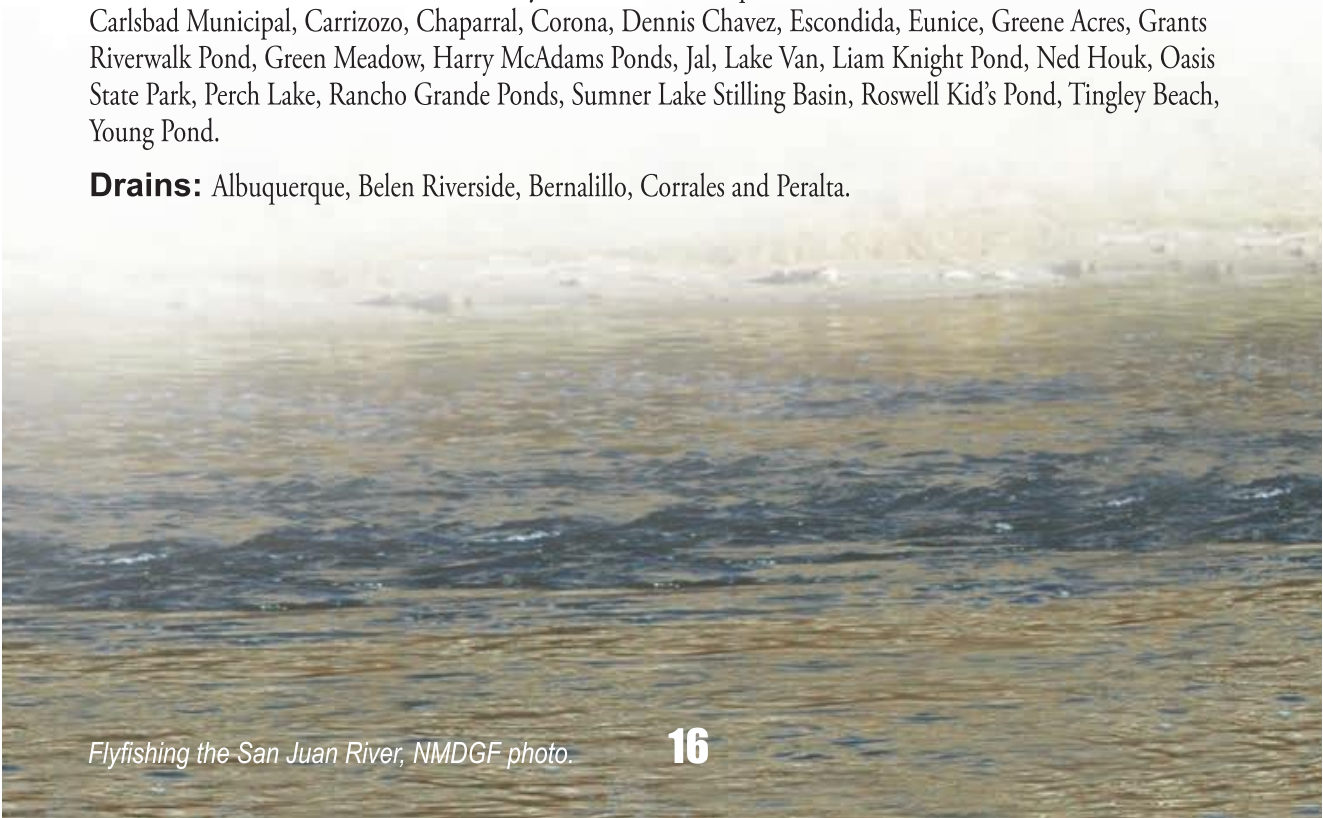 Carlsbad Municipal, Carrizozo, Chaparral, Corona, Dennis Chavez, Escondida, Eunice, Greene Acres, Grants
Riverwalk Pond, Green Meadow, Harry McAdams Ponds, Jal, Lake Van, Liam Knight Pond, Ned Houk, Oasis
State Park, Perch Lake, Rancho Grande Ponds, Sumner Lake Stilling Basin, Roswell Kid’s Pond, Tingley Beach,
Young Pond.
Drains: Albuquerque, Belen Riverside, Bernalillo, Corrales and Peralta.
Flyfishing the San Juan River, NMDGF photo.
16